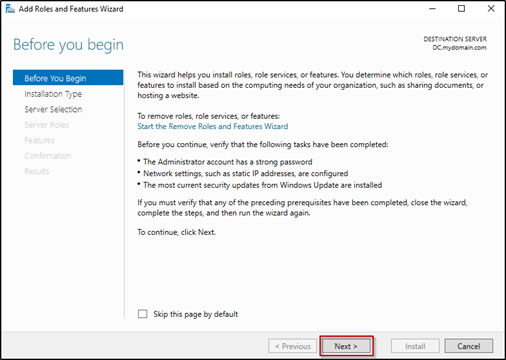 Add Roles and Features Wizard
Before you begin
DESTINATION SERVER
DC.mydomain.com
Before You Begin
Installation Type
Server Selection
Server Roles
Features
Confirmation
Results
This wizard helps you install roles, role services, or features. You determine which roles, role services, or
features to install based on the computing needs of your organization, such as sharing documents, or
hosting a website.
To remove roles, role services, or features:
Start the Remove Roles and Features Wizard
Before you continue, verify that the following tasks have been completed:
• The Administrator account has a strong password
• Network settings, such as static IP addresses, are configured
• The most current security updates from Windows Update are installed
If you must verify that any of the preceding prerequisites have been completed, close the wizard,
complete the steps, and then run the wizard again.
To continue, click Next.
Skip this page by default
< Previous
Next >
Install
Cancel